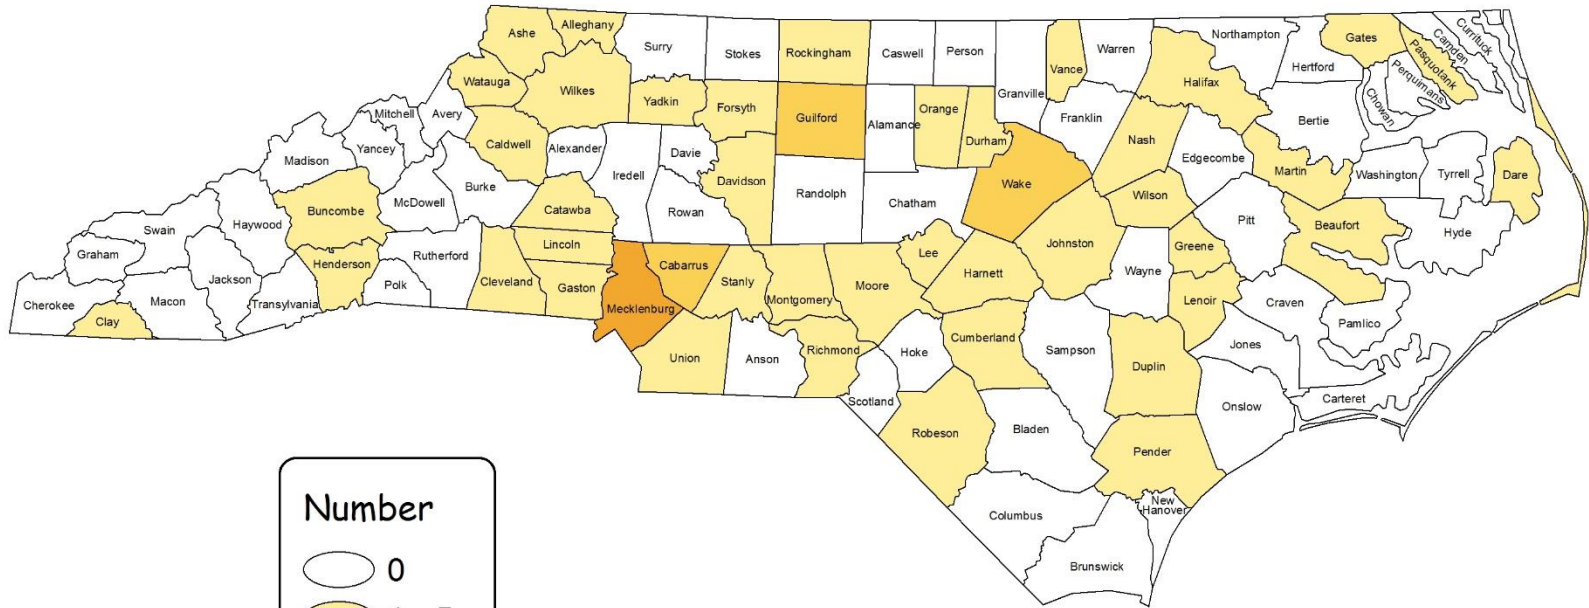 Ashe
Alleghany
Surry
Stokes
Rockingham
Caswell
Person
Granville
Vance
Warren
Northampton
Halifax
Hertford
Gates
Pasquotank
Camden
Currituck
Perquimans
Chowan
Watauga
Wilkes
Yadkin
Forsyth
Guilford
Alamance
Orange
Durham
Franklin
Nash
Edgecombe
Bertie
Martin
Washington
Tyrrell
Dare
Mitchell
Avery
Caldwell
Alexander
Yancey
Madison
Burke
Iredell
Davie
Davidson
Randolph
Chatham
Wake
Wilson
Pitt
Beaufort
Hyde
McDowell
Buncombe
Haywood
Swain
Graham
Catawba
Rowan
Lincoln
Rutherford
Cleveland
Gaston
Henderson
Polk
Jackson
Transylvania
Macon
Cherokee
Clay
Mecklenburg
Cabarrus
Stanly
Montgomery
Moore
Lee
Harnett
Johnston
Wayne
Greene
Lenoir
Craven
Pamlico
Jones
Union
Anson
Richmond
Hoke
Cumberland
Sampson
Duplin
Scotland
Carteret
Onslow
Robeson
Bladen
Pender
Columbus
New
Hanover
Brunswick
Number
0